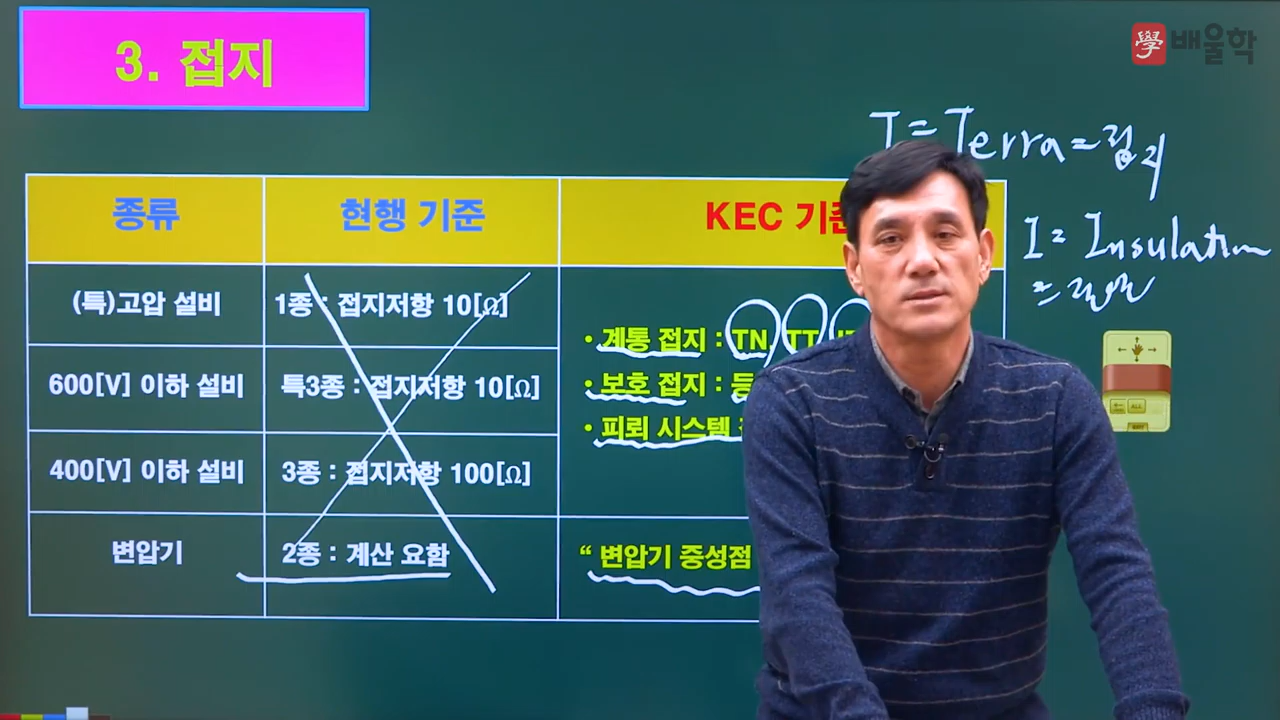 3. 접지
學 배울학
T = Terra = 접지
종류 현행 기준 KEC 기준
I = Insulation
= 절연
(특)고압 설비 1종 : 접지저항 10[Ω]
• 계통 접지 : TN, TT, IT
600[V] 이하 설비 특3종 : 접지저항 10[Ω]
• 보호 접지 : 등
• 피뢰 시스템
400[V] 이하 설비 3종 : 접지저항 100[Ω]
변압기 2종 : 계산 요함
“ 변압기 중성점
ALL